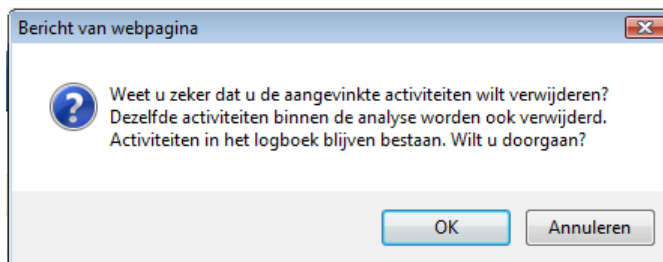 Bericht van webpagina
Weet u zeker dat u de aangevinkte activiteiten wilt verwijderen?
Dezelfde activiteiten binnen de analyse worden ook verwijderd.
Activiteiten in het logboek blijven bestaan. Wilt u doorgaan?
OK
Annuleren